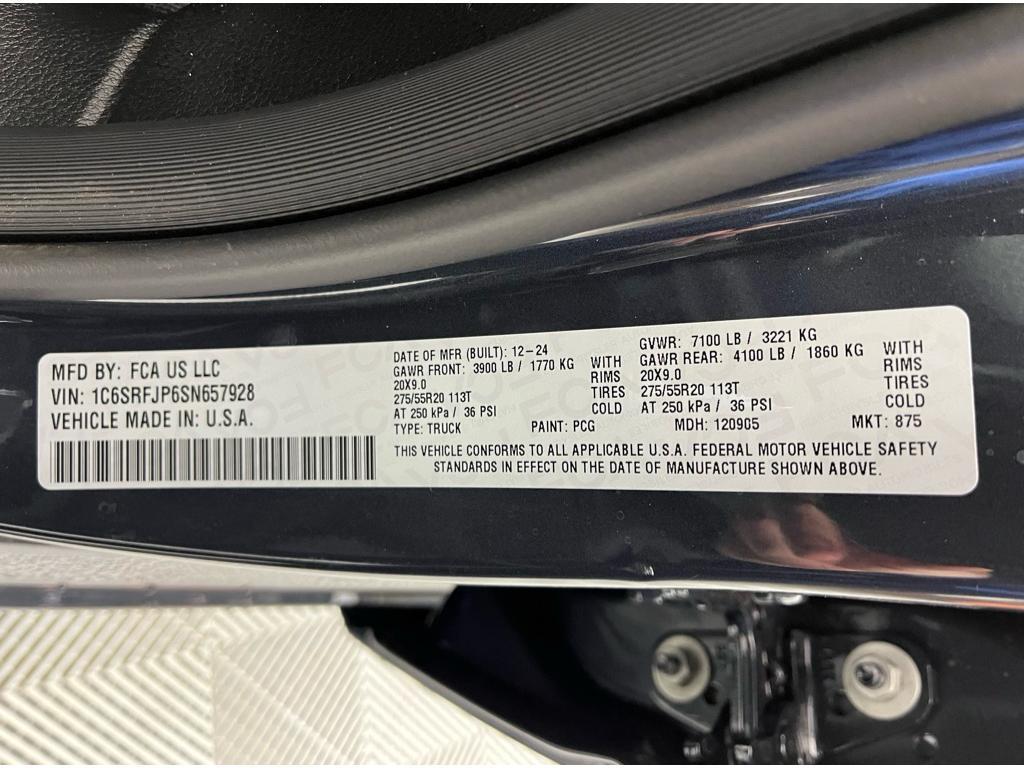 MFD BY: FCA US LLC
VIN: 1C6SRFJP6SN657928
VEHICLE MADE IN: U.S.A.
DATE OF MFR (BUILT): 12-24
GAWR FRONT: 3900 LB / 1770 KG WITH
20X9.0 RIMS
275/55R20 113T TIRES
AT 250 kPa / 36 PSI COLD
GVWR: 7100 LB / 3221 KG
GAWR REAR: 4100 LB / 1860 KG WITH
20X9.0 RIMS
275/55R20 113T TIRES
AT 250 kPa / 36 PSI COLD
TYPE: TRUCK PAINT: PCG MDH: 120905 MKT: 875
THIS VEHICLE CONFORMS TO ALL APPLICABLE U.S.A. FEDERAL MOTOR VEHICLE SAFETY
STANDARDS IN EFFECT ON THE DATE OF MANUFACTURE SHOWN ABOVE.